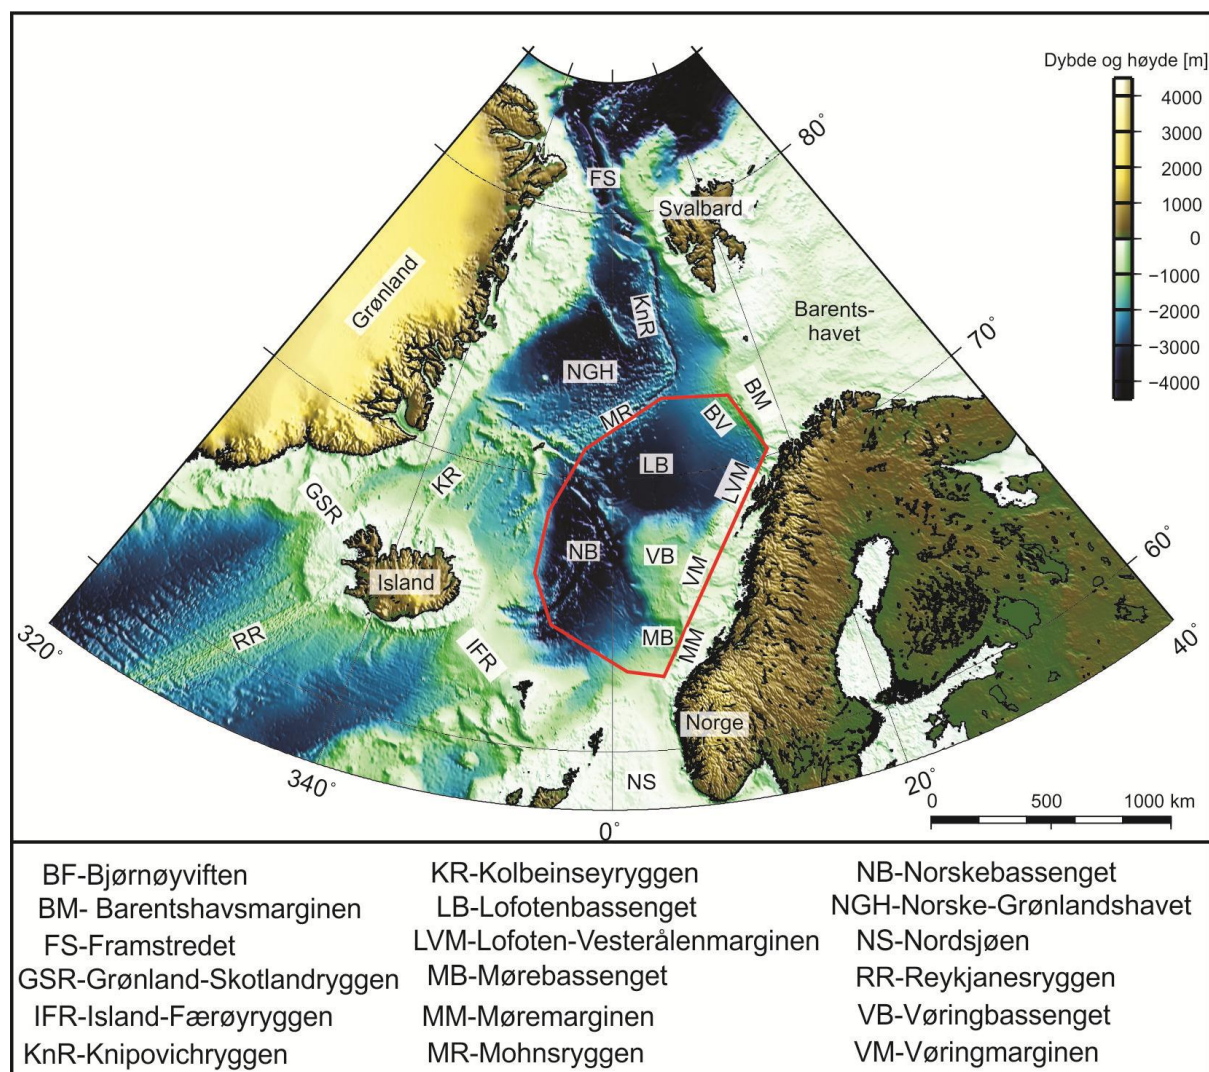 Dybde og høyde [m]
4000
3000
2000
1000
0
−1000
−2000
−3000
−4000
80°
70°
60°
40°
20°
0°
340°
320°
FS
Svalbard
Grønland
KnR
Barents-
havet
NGH
BM
MR
BV
LB
LVM
KR
GSR
NB
VB
VM
Island
RR
MB
MM
IFR
Norge
NS
0 500 1000 km
BF-Bjørnøyviften
BM- Barentshavsmarginen
FS-Framstredet
GSR-Grønland-Skotlandryggen
IFR-Island-Færøyryggen
KnR-Knipovichryggen
KR-Kolbeinseyryggen
LB-Lofotenbassenget
LVM-Lofoten-Vesterålenmarginen
MB-Mørebassenget
MM-Møremarginen
MR-Mohnsryggen
NB-Norskebassenget
NGH-Norske-Grønlandshavet
NS-Nordsjøen
RR-Reykjanesryggen
VB-Vøringbassenget
VM-Vøringmarginen